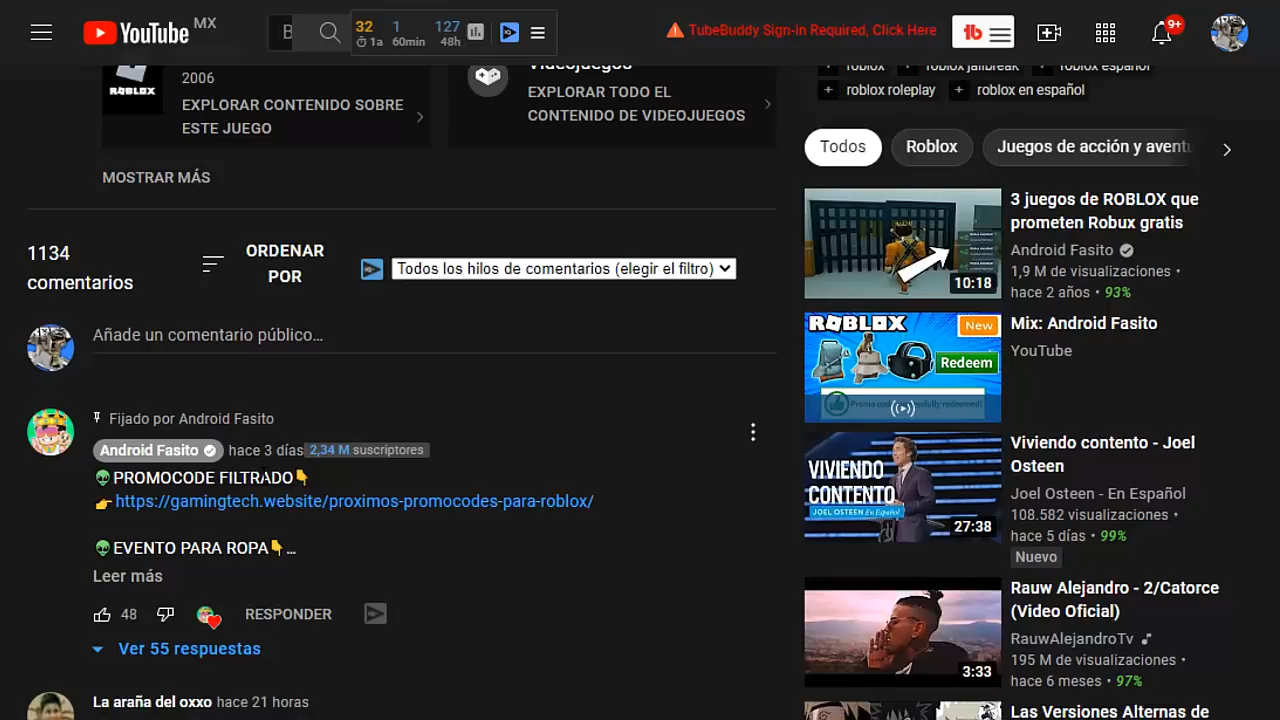 YouTube MX
B
32 1 127
1a 60min 48h
TubeBuddy Sign-in Required, Click Here
tb
9+
ROBLOX
2006
EXPLORAR CONTENIDO SOBRE
ESTE JUEGO
Videojuegos
EXPLORAR TODO EL
CONTENIDO DE VIDEOJUEGOS
MOSTRAR MÁS
1134
comentarios
ORDENAR
POR
Todos los hilos de comentarios (elegir el filtro)
Añade un comentario público...
Fijado por Android Fasito
Android Fasito hace 3 días 2,34 M suscriptores
👽PROMOCODE FILTRADO👇
👉https://gamingtech.website/proximos-promocodes-para-roblox/
👽EVENTO PARA ROPA👇...
Leer más
48
RESPONDER
Ver 55 respuestas
La araña del oxxo hace 21 horas
+ roblox + roblox jailbreak + roblox español
+ roblox roleplay + roblox en español
Todos Roblox Juegos de acción y aventu
10:18
3 juegos de ROBLOX que
prometen Robux gratis
Android Fasito
1,9 M de visualizaciones •
hace 2 años • 93%
ROBLOX
New
Redeem
Mix: Android Fasito
YouTube
VIVIENDO
CONTENTO
JOEL OSTEEN En Español
27:38
Viviendo contento - Joel
Osteen
Joel Osteen - En Español
108.582 visualizaciones •
hace 5 días • 99%
Nuevo
3:33
Rauw Alejandro - 2/Catorce
(Video Oficial)
RauwAlejandroTv
195 M de visualizaciones •
hace 6 meses • 97%
Las Versiones Alternas de